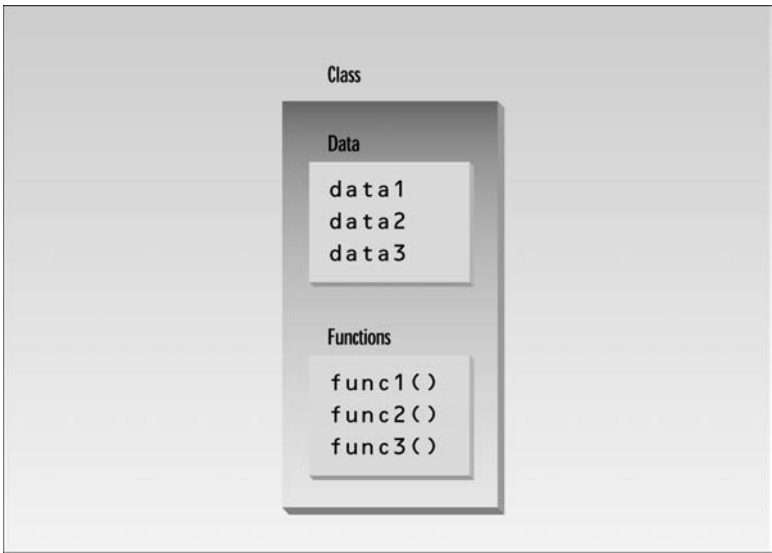 Class
Data
data1
data2
data3
Functions
func1()
func2()
func3()